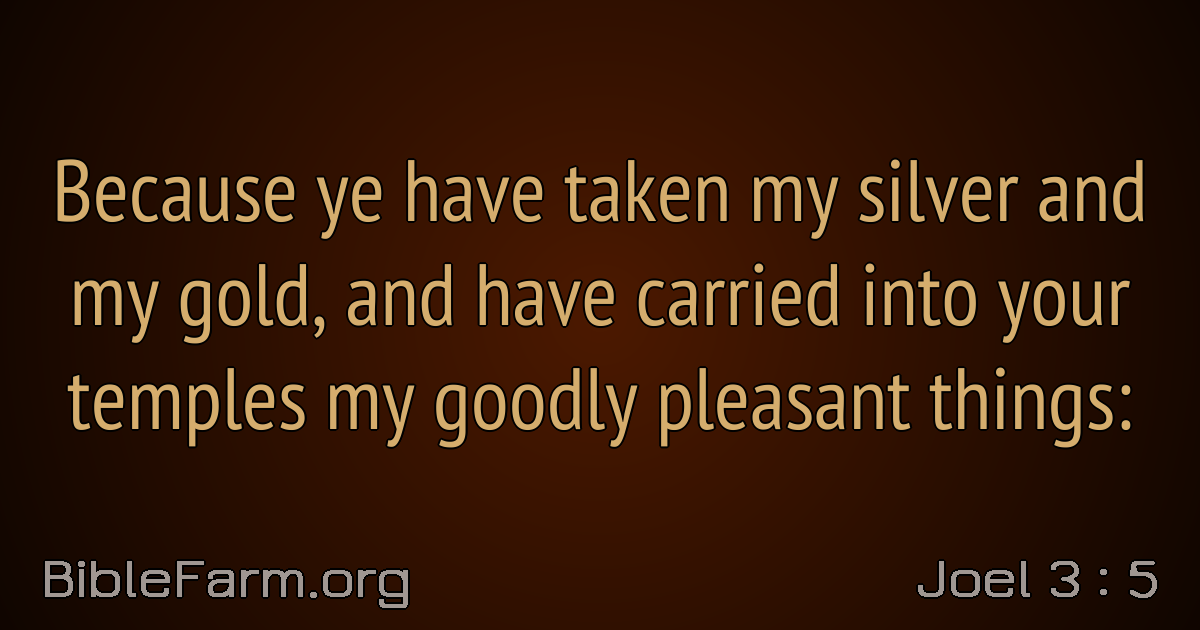 Because ye have taken my silver and
my gold, and have carried into your
temples my goodly pleasant things:
BibleFarm.org
Joel 3 : 5